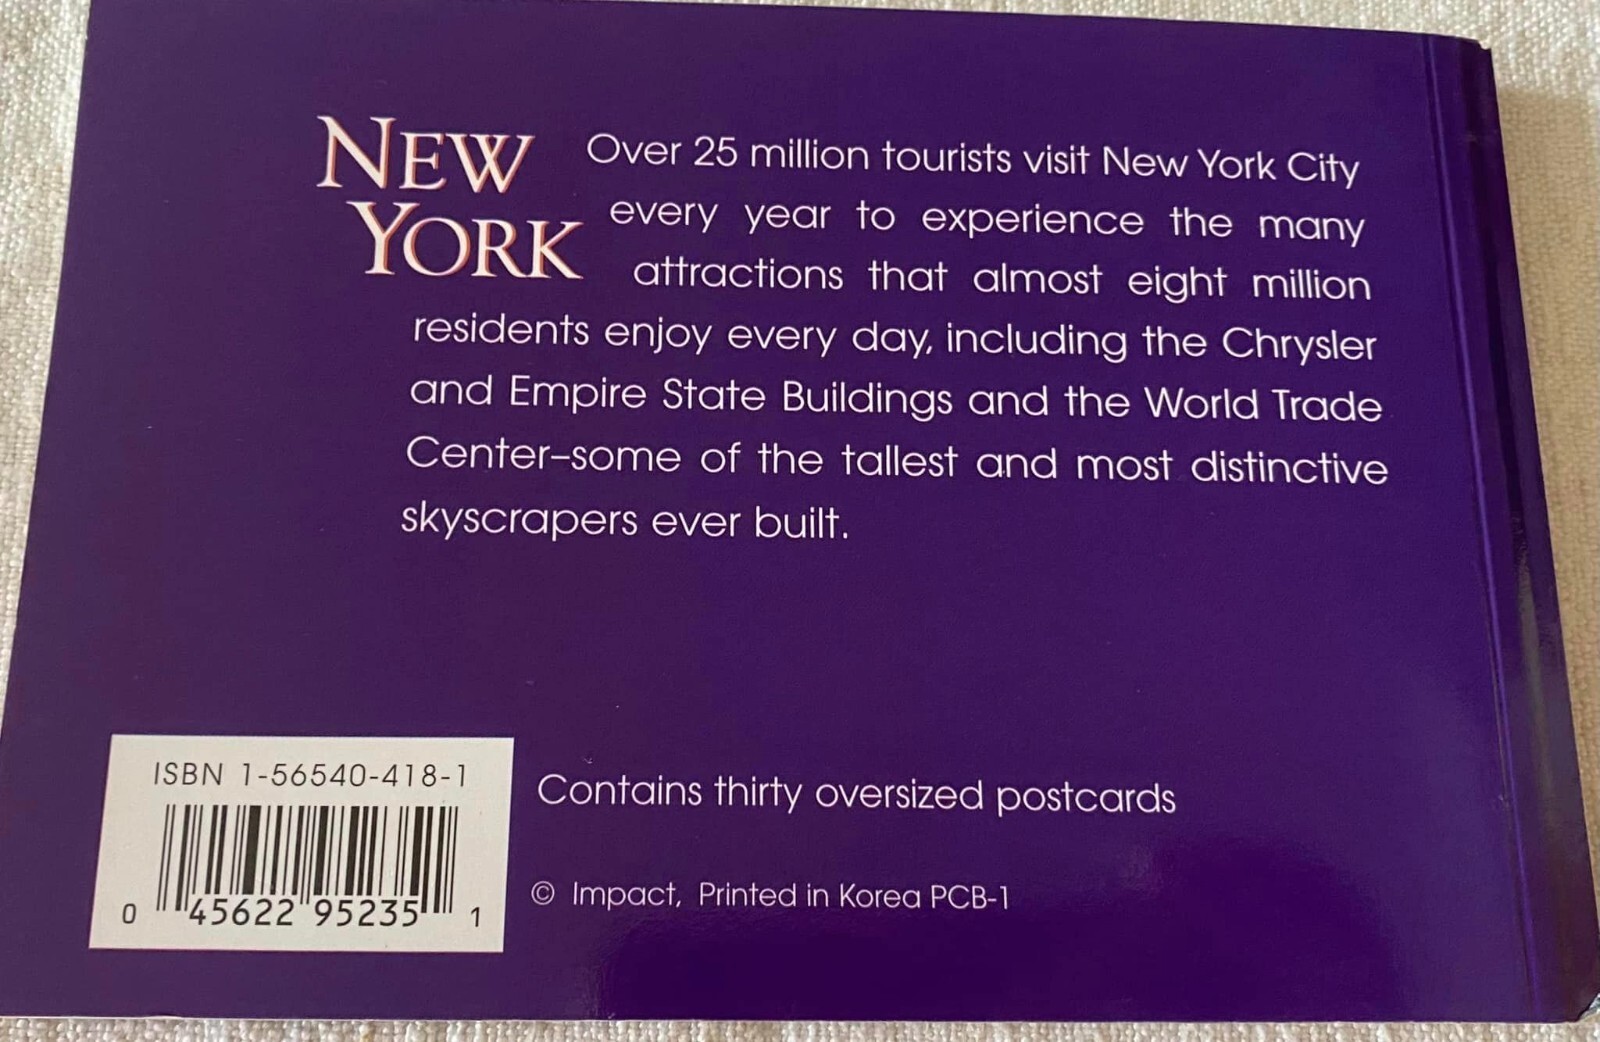 NEW
YORK
Over 25 million tourists visit New York City
every year to experience the many
attractions that almost eight million
residents enjoy every day, including the Chrysler
and Empire State Buildings and the World Trade
Center–some of the tallest and most distinctive
skyscrapers ever built.
ISBN 1-56540-418-1
0 45622 95235 1
Contains thirty oversized postcards
© Impact, Printed in Korea PCB-1